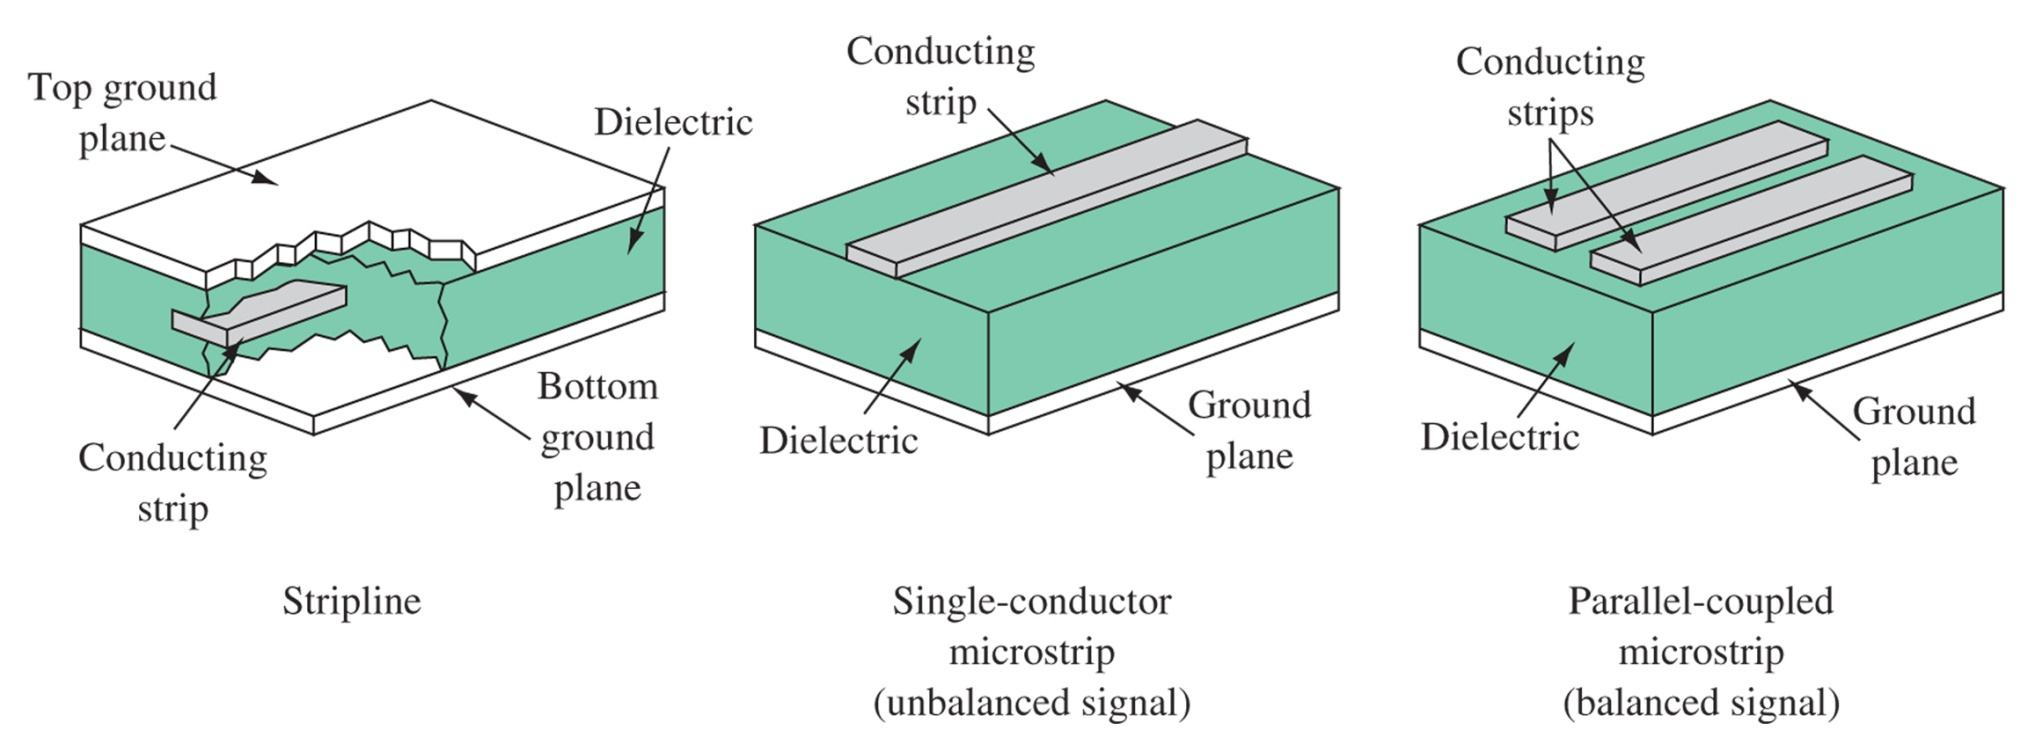 Top ground
plane
Dielectric
Conducting
strip
Bottom
ground
plane
Stripline
Conducting
strip
Dielectric
Ground
plane
Single-conductor
microstrip
(unbalanced signal)
Conducting
strips
Dielectric
Ground
plane
Parallel-coupled
microstrip
(balanced signal)